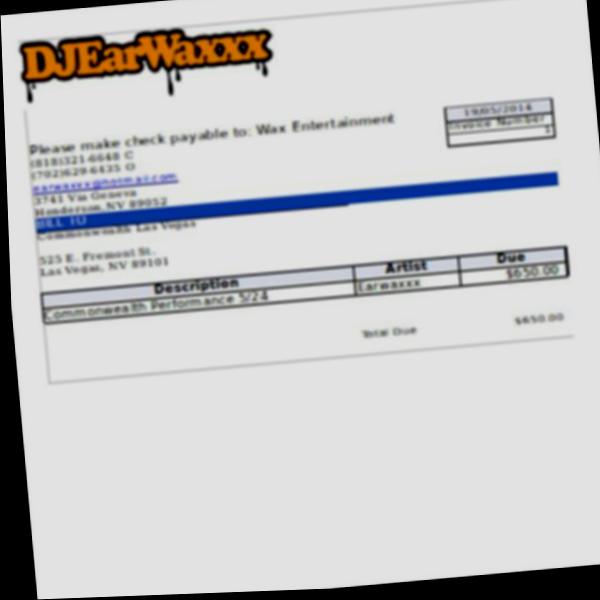 DJEarWaxxx
19/05/2014
Invoice Number
1
Please make check payable to: Wax Entertainment
(818)321-6648 C
(702)629-6435 O
earwaxxx@hotmail.com
3741 Via Geneva
Henderson, NV 89052
BILL TO
Commonwealth Las Vegas
525 E. Fremont St.
Las Vegas, NV 89101
Description Artist Due
Commonwealth Performance 5/24 Earwaxxx $650.00
Total Due $650.00